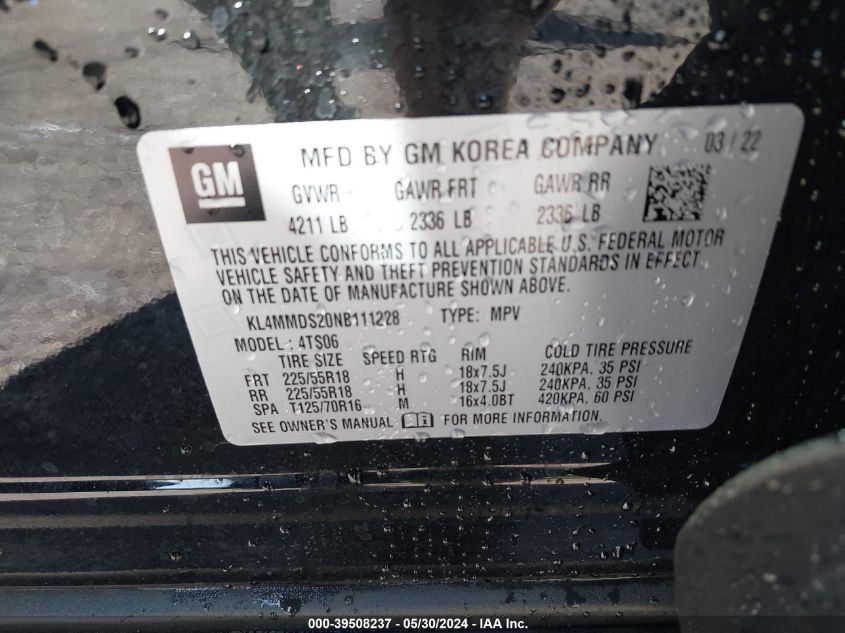 GM MFD BY GM KOREA COMPANY 03 / 22
GVWR GAWR FRT GAWR RR
4211 LB 2336 LB 2336 LB
THIS VEHICLE CONFORMS TO ALL APPLICABLE U.S. FEDERAL MOTOR
VEHICLE SAFETY AND THEFT PREVENTION STANDARDS IN EFFECT
ON THE DATE OF MANUFACTURE SHOWN ABOVE.
KL4MMDS20NB111228 TYPE: MPV
MODEL: 4TS06
TIRE SIZE SPEED RTG RIM COLD TIRE PRESSURE
FRT 225/55R18 H 18x7.5J 240KPA, 35 PSI
RR 225/55R18 H 18x7.5J 240KPA, 35 PSI
SPA T125/70R16 M 16x4.0BT 420KPA, 60 PSI
SEE OWNER'S MANUAL FOR MORE INFORMATION.
000-39508237 - 05/30/2024 - IAA Inc.